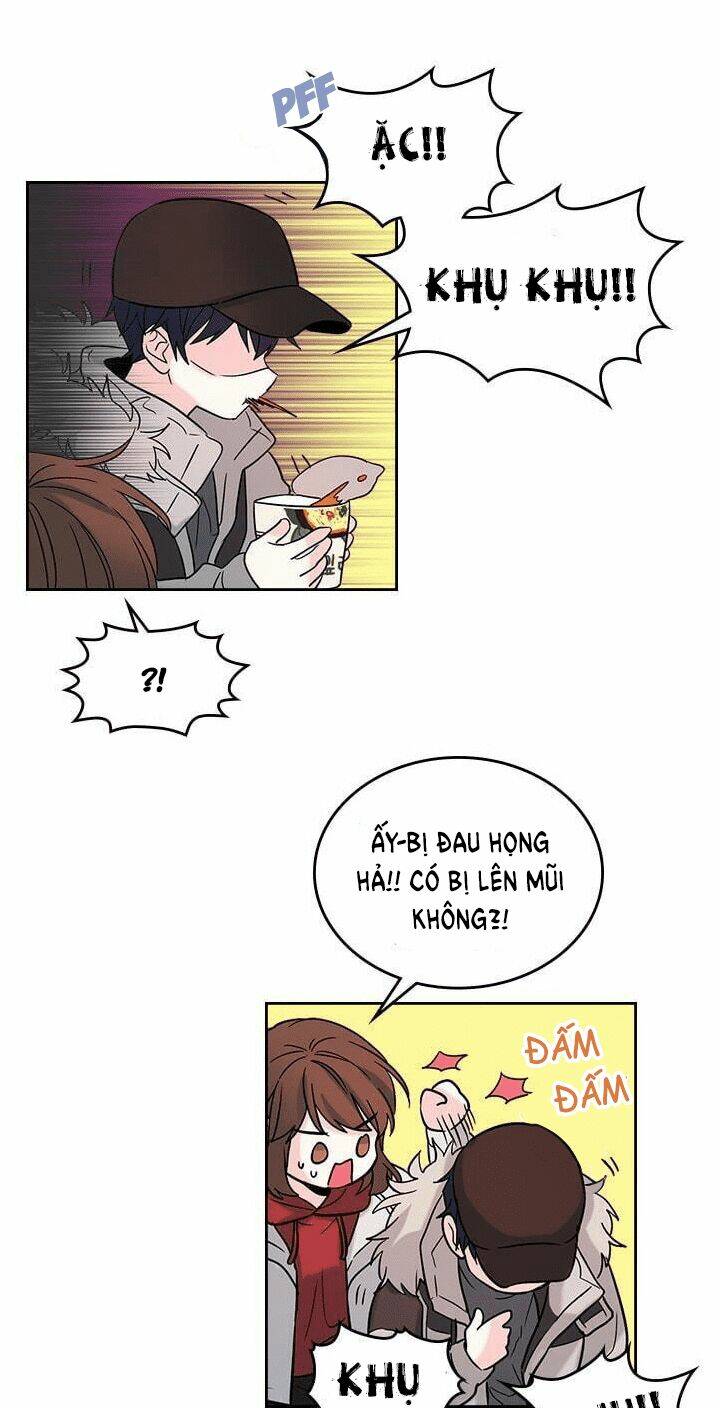 PFF
ẶC!!
KHỤ KHỤ!!
?!
ẤY-BỊ ĐAU HỌNG
HẢ!! CÓ BỊ LÊN MŨI
KHÔNG?!
ĐẤM
ĐẤM
KHỤ